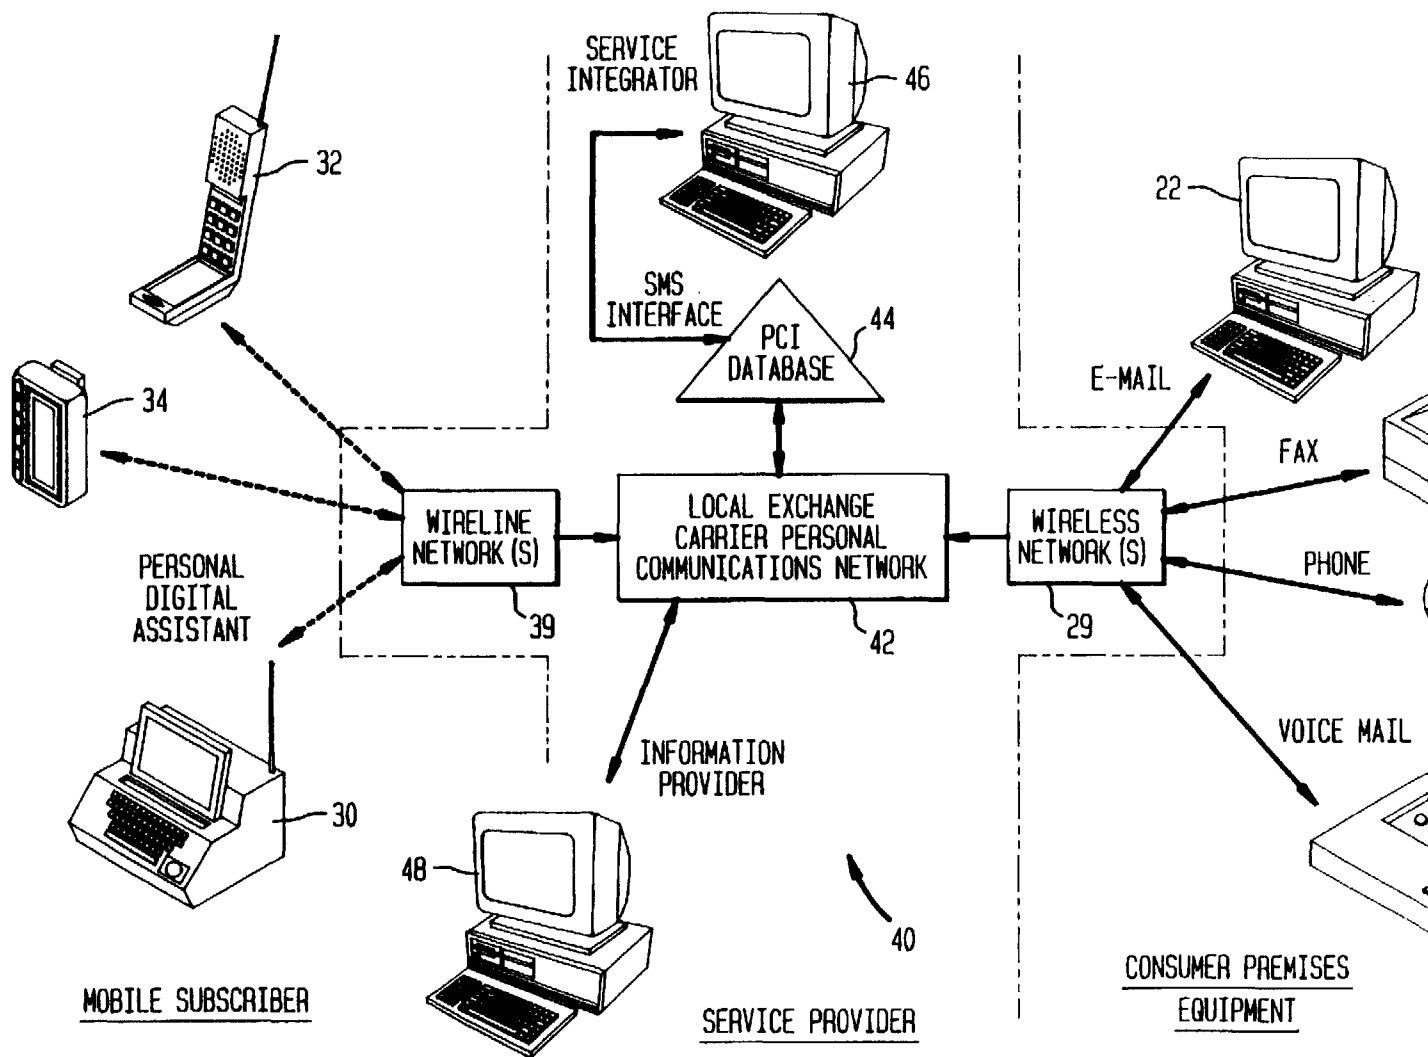 SERVICE
INTEGRATOR
46
32
22
SMS
INTERFACE
44
PCI
DATABASE
34
E-MAIL
FAX
WIRELINE
NETWORK(S)
LOCAL EXCHANGE
CARRIER PERSONAL
COMMUNICATIONS NETWORK
WIRELESS
NETWORK(S)
PHONE
PERSONAL
DIGITAL
ASSISTANT
39
42
29
VOICE MAIL
INFORMATION
PROVIDER
30
48
40
MOBILE SUBSCRIBER
SERVICE PROVIDER
CONSUMER PREMISES
EQUIPMENT